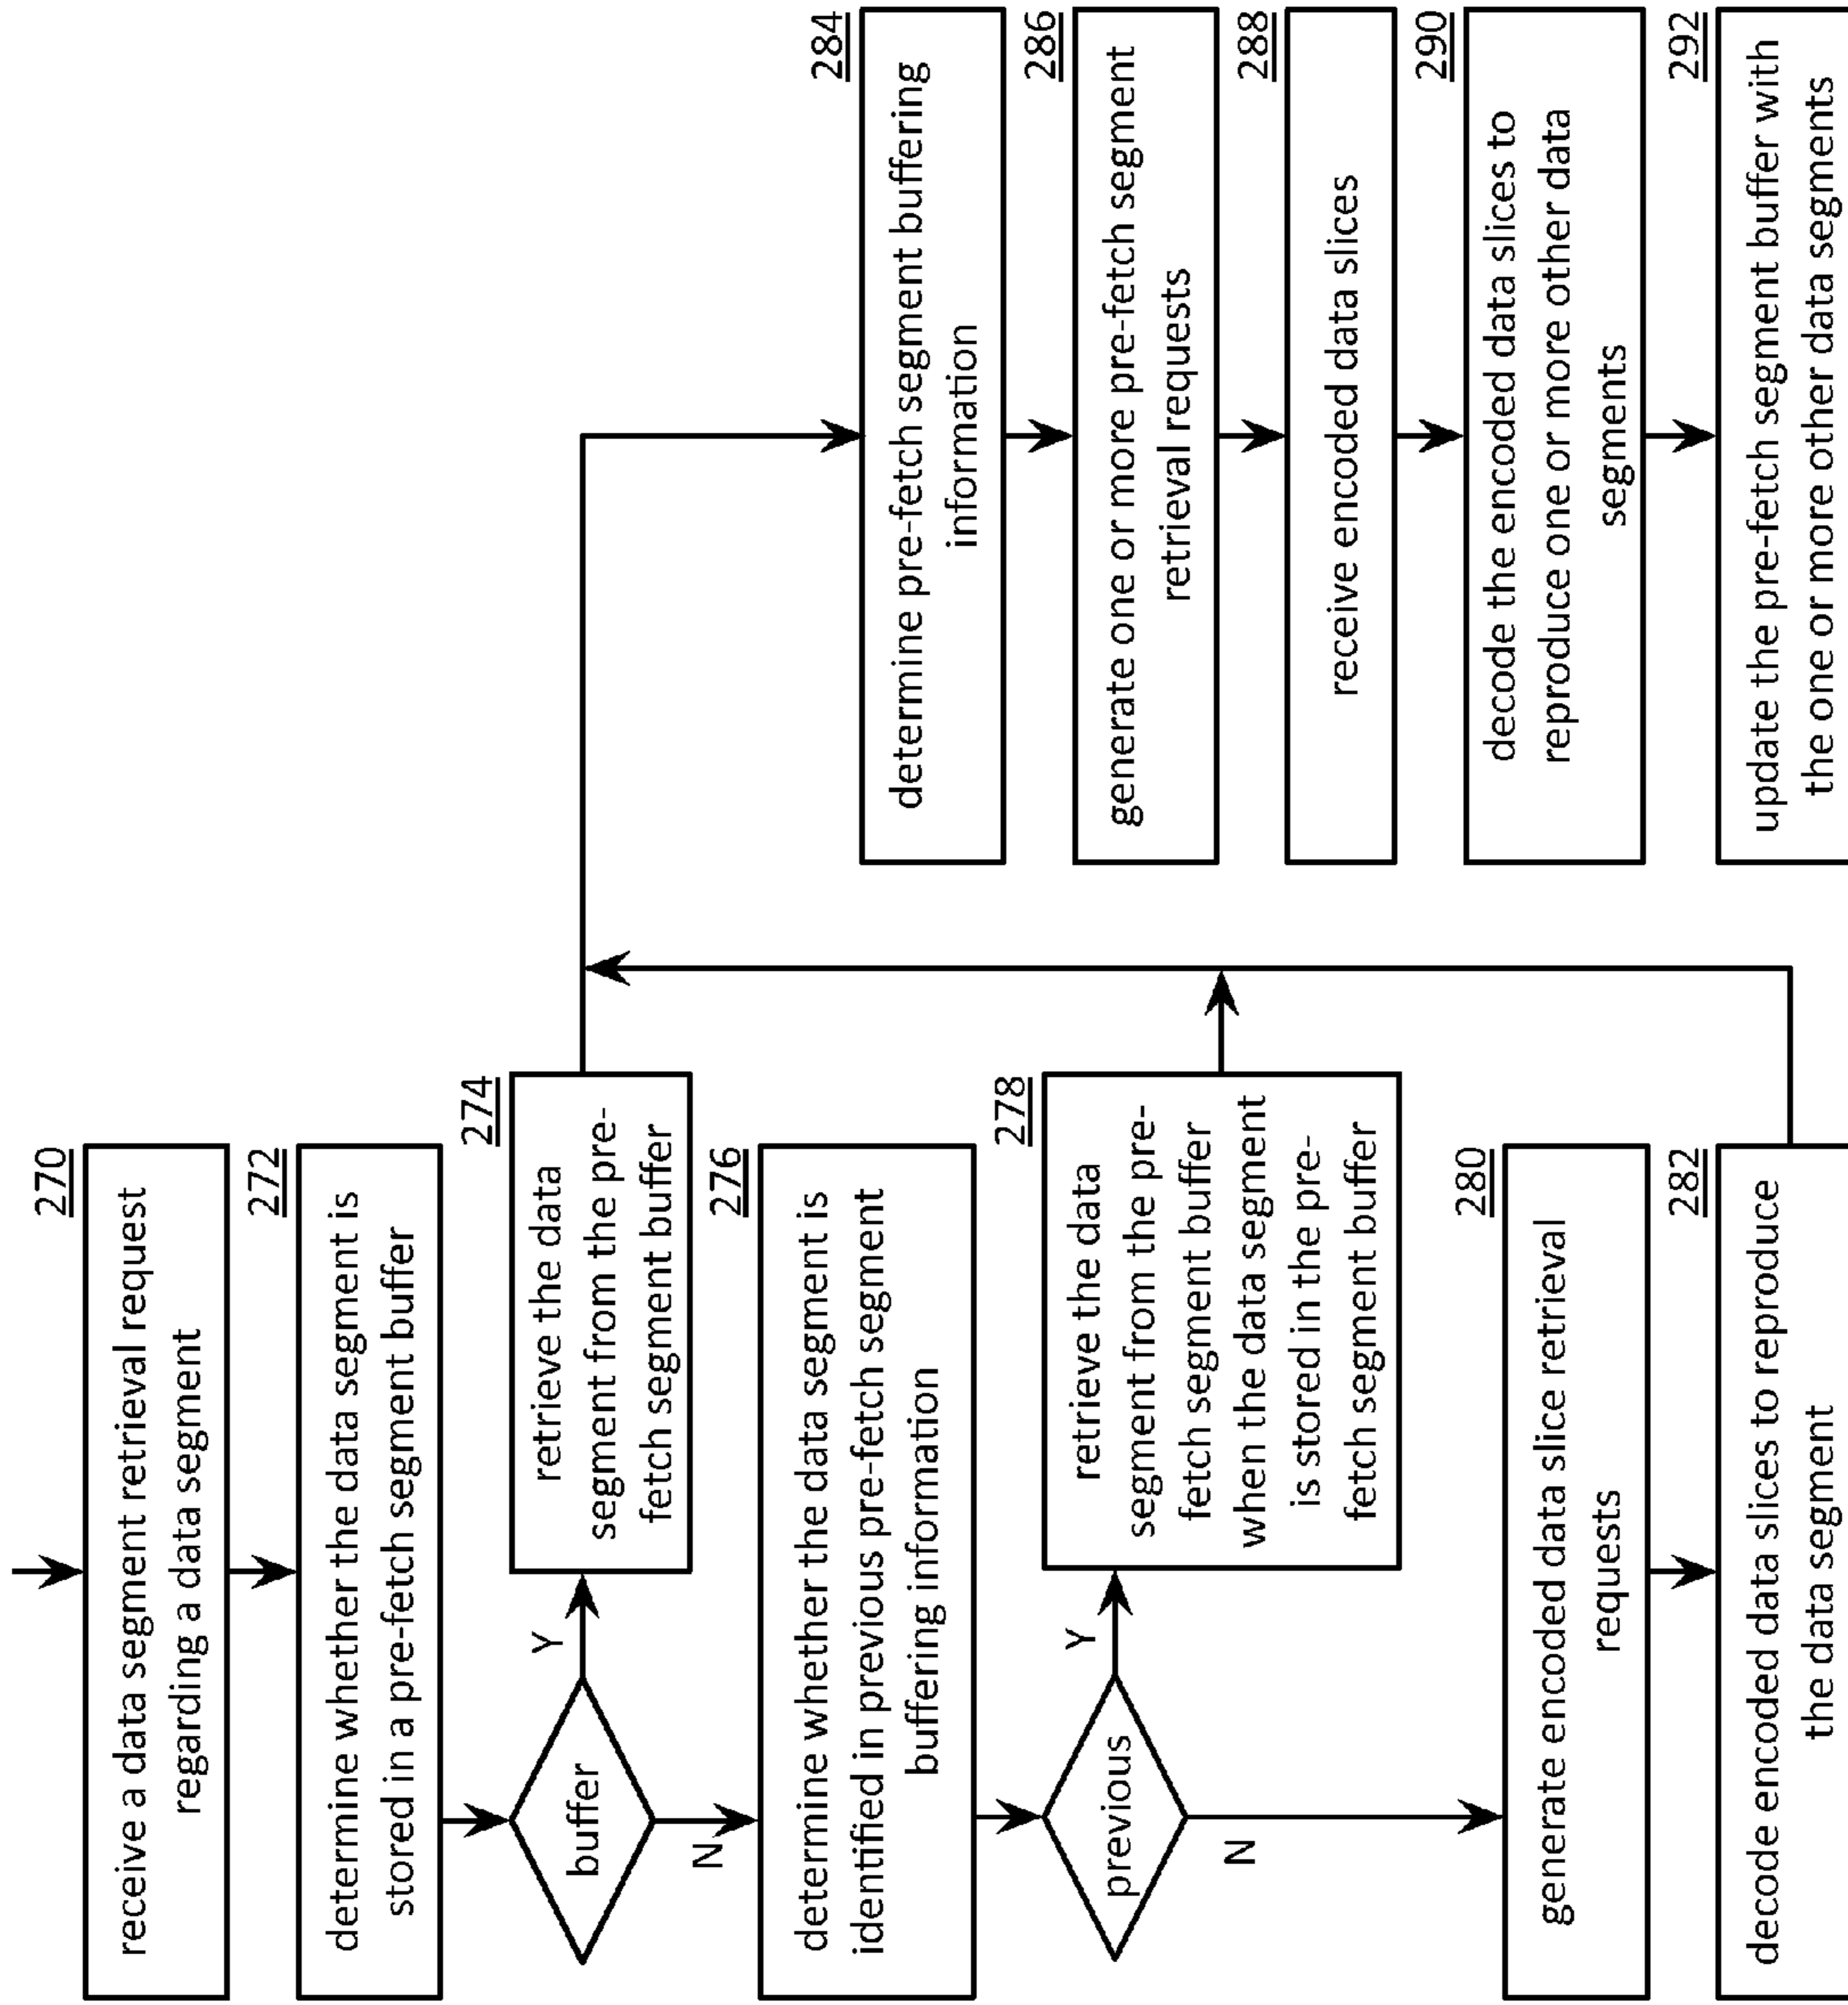 270
receive a data segment retrieval request
regarding a data segment
272
determine whether the data segment is
stored in a pre-fetch segment buffer
buffer
Y
N
274
retrieve the data
segment from the pre-
fetch segment buffer
276
determine whether the data segment is
identified in previous pre-fetch segment
buffering information
previous
Y
N
278
retrieve the data
segment from the pre-
fetch segment buffer
when the data segment
is stored in the pre-
fetch segment buffer
280
generate encoded data slice retrieval
requests
282
decode encoded data slices to reproduce
the data segment
284
determine pre-fetch segment buffering
information
286
generate one or more pre-fetch segment
retrieval requests
288
receive encoded data slices
290
decode the encoded data slices to
reproduce one or more other data
segments
292
update the pre-fetch segment buffer with
the one or more other data segments